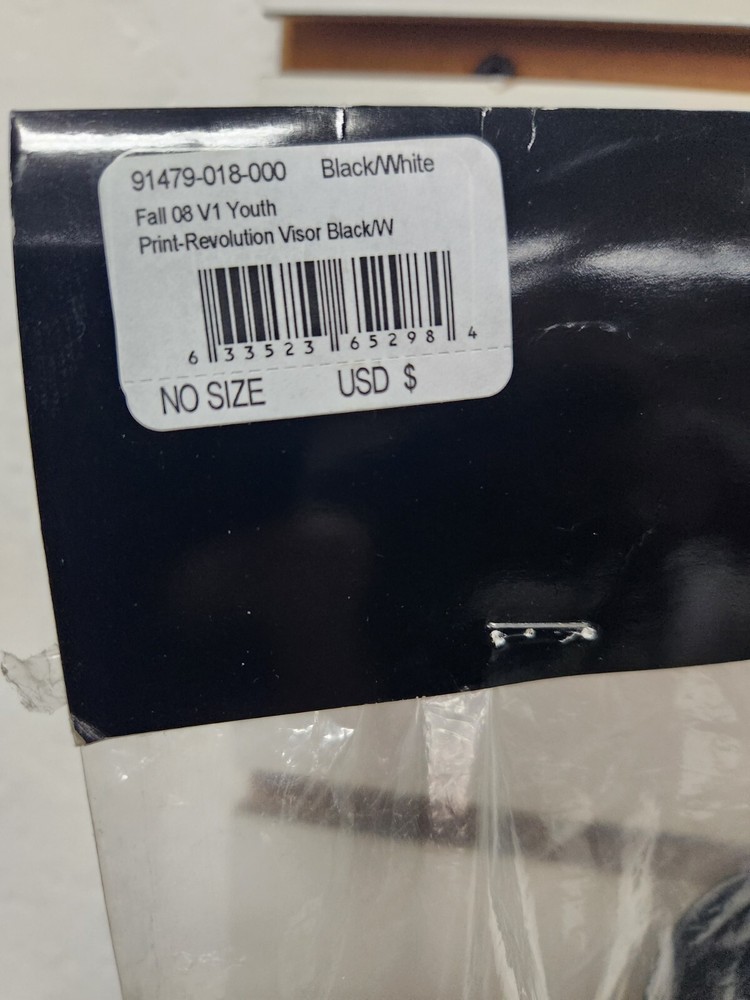 91479-018-000 Black/White
Fall 08 V1 Youth
Print-Revolution Visor Black/W
6 33523 65298 4
NO SIZE USD $